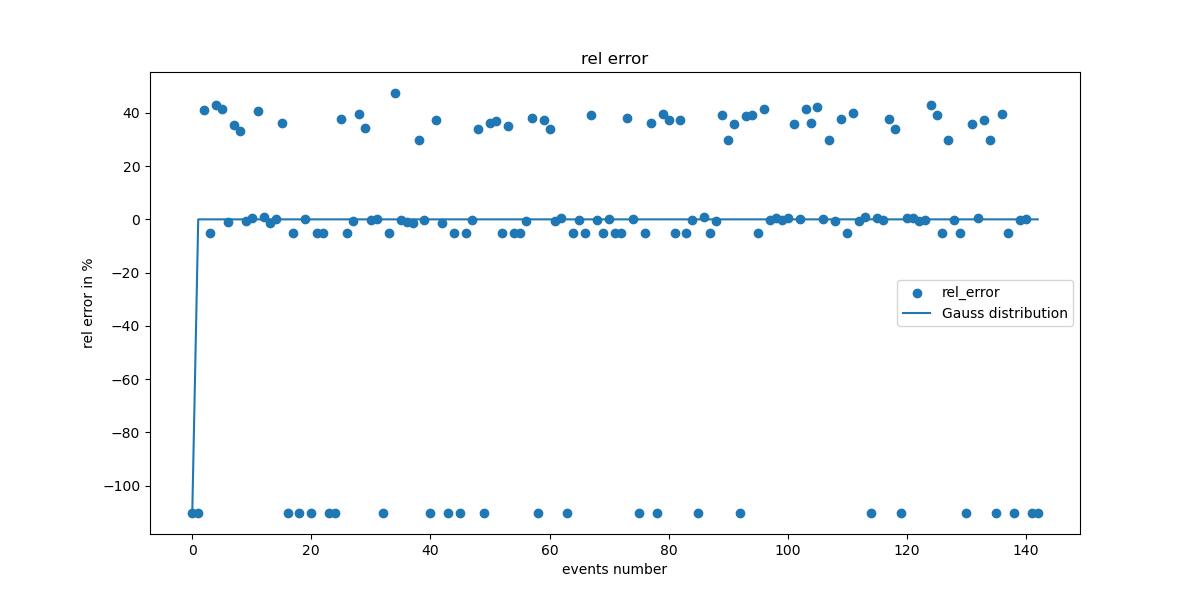 rel error
rel error in %
40
20
0
−20
−40
−60
−80
−100
rel_error
Gauss distribution
0 20 40 60 80 100 120 140
events number